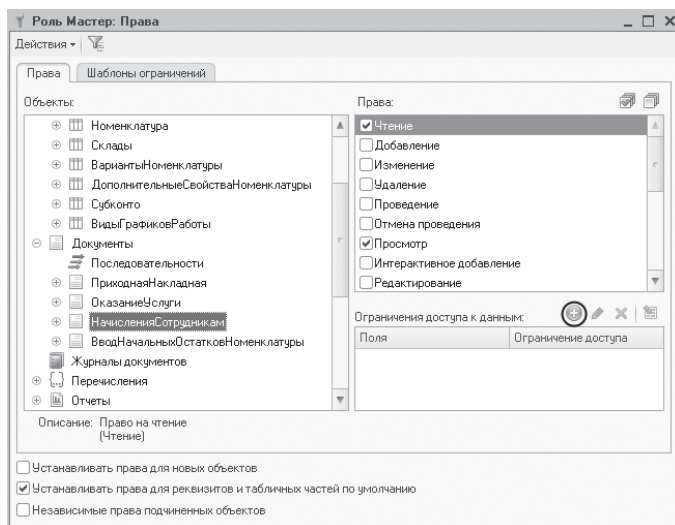 Роль Мастер: Права
Действия
Права Шаблоны ограничений
Объекты: Права:
Номенклатура
Склады
ВариантыНоменклатуры
ДополнительныеСвойстваНоменклатуры
Субконто
ВидыГрафиковРаботы
Документы
Последовательности
ПриходнаяНакладная
ОказаниеУслуги
НачисленияСотрудникам
ВводНачальныхОстатковНоменклатуры
Журналы документов
Перечисления
Отчеты
Чтение
Добавление
Изменение
Удаление
Проведение
Отмена проведения
Просмотр
Интерактивное добавление
Редактирование
Ограничения доступа к данным:
Поля Ограничение доступа
Описание: Право на чтение
(Чтение)
Устанавливать права для новых объектов
Устанавливать права для реквизитов и табличных частей по умолчанию
Независимые права подчиненных объектов